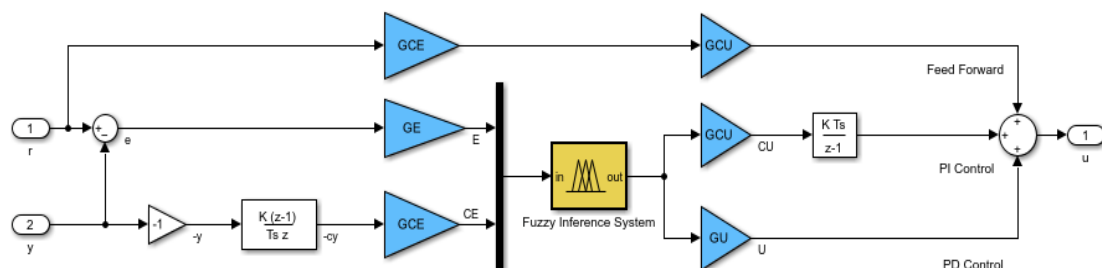 GCE
GCU
Feed Forward
1
r
+
−
e
GE
E
GCU
CU
K Ts
z-1
+
+
+
1
u
PI Control
in
out
Fuzzy Inference System
2
y
-1
-y
K (z-1)
Ts z
-cy
GCE
CE
GU
U
PD Control